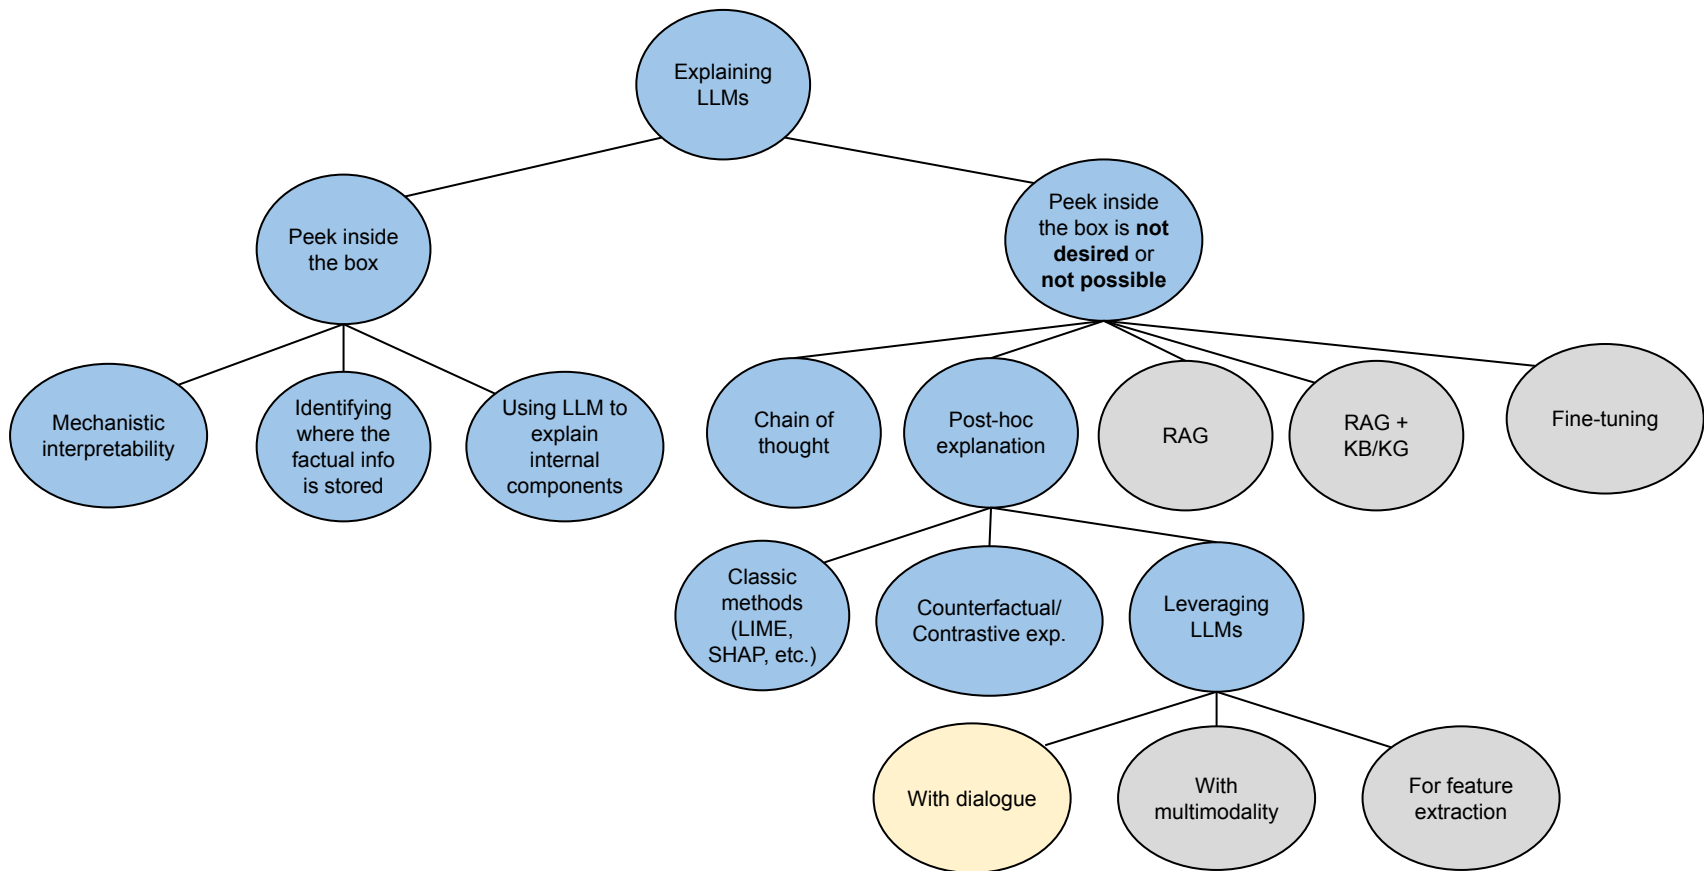 Explaining
LLMs
Peek inside
the box
Peek inside
the box is not
desired or
not possible
Mechanistic
interpretability
Identifying
where the
factual info
is stored
Using LLM to
explain
internal
components
Chain of
thought
Post-hoc
explanation
RAG
RAG +
KB/KG
Fine-tuning
Classic
methods
(LIME,
SHAP, etc.)
Counterfactual/
Contrastive exp.
Leveraging
LLMs
With dialogue
With
multimodality
For feature
extraction